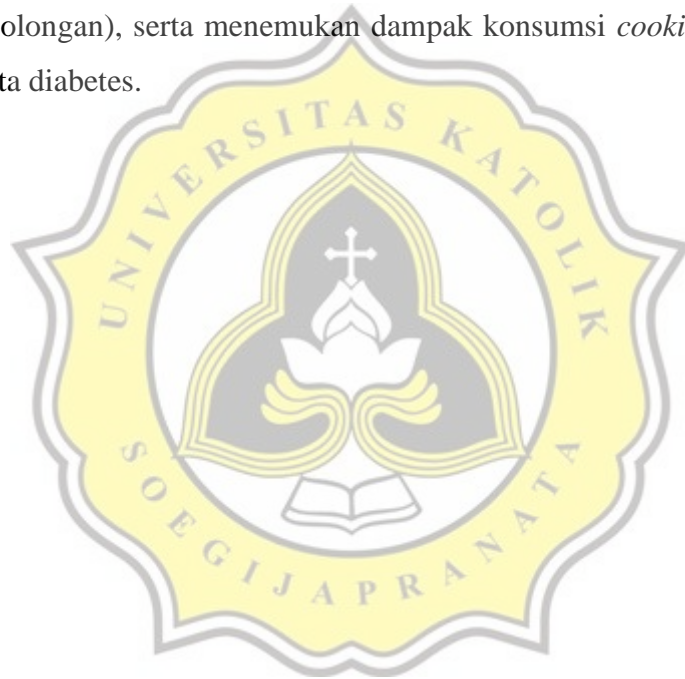 olongan), serta menemukan dampak konsumsi cooki
ta diabetes.
UNIVERSITAS KATOLIK
SOEGIJAPRANATA